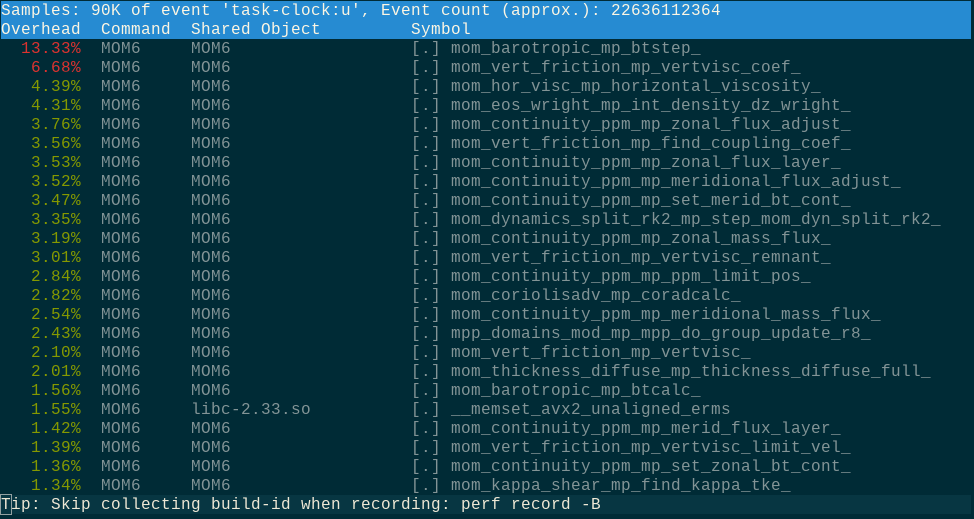 Samples: 90K of event 'task-clock:u', Event count (approx.): 22636112364
Overhead  Command  Shared Object         Symbol
  13.33%  MOM6     MOM6                  [.] mom_barotropic_mp_btstep_
   6.68%  MOM6     MOM6                  [.] mom_vert_friction_mp_vertvisc_coef_
   4.39%  MOM6     MOM6                  [.] mom_hor_visc_mp_horizontal_viscosity_
   4.31%  MOM6     MOM6                  [.] mom_eos_wright_mp_int_density_dz_wright_
   3.76%  MOM6     MOM6                  [.] mom_continuity_ppm_mp_zonal_flux_adjust_
   3.56%  MOM6     MOM6                  [.] mom_vert_friction_mp_find_coupling_coef_
   3.53%  MOM6     MOM6                  [.] mom_continuity_ppm_mp_zonal_flux_layer_
   3.52%  MOM6     MOM6                  [.] mom_continuity_ppm_mp_meridional_flux_adjust_
   3.47%  MOM6     MOM6                  [.] mom_continuity_ppm_mp_set_merid_bt_cont_
   3.35%  MOM6     MOM6                  [.] mom_dynamics_split_rk2_mp_step_mom_dyn_split_rk2_
   3.19%  MOM6     MOM6                  [.] mom_continuity_ppm_mp_zonal_mass_flux_
   3.01%  MOM6     MOM6                  [.] mom_vert_friction_mp_vertvisc_remnant_
   2.84%  MOM6     MOM6                  [.] mom_continuity_ppm_mp_ppm_limit_pos_
   2.82%  MOM6     MOM6                  [.] mom_coriolisadv_mp_coradcalc_
   2.54%  MOM6     MOM6                  [.] mom_continuity_ppm_mp_meridional_mass_flux_
   2.43%  MOM6     MOM6                  [.] mpp_domains_mod_mp_mpp_do_group_update_r8_
   2.10%  MOM6     MOM6                  [.] mom_vert_friction_mp_vertvisc_
   2.01%  MOM6     MOM6                  [.] mom_thickness_diffuse_mp_thickness_diffuse_full_
   1.56%  MOM6     MOM6                  [.] mom_barotropic_mp_btcalc_
   1.55%  MOM6     libc-2.33.so          [.] __memset_avx2_unaligned_erms
   1.42%  MOM6     MOM6                  [.] mom_continuity_ppm_mp_merid_flux_layer_
   1.39%  MOM6     MOM6                  [.] mom_vert_friction_mp_vertvisc_limit_vel_
   1.36%  MOM6     MOM6                  [.] mom_continuity_ppm_mp_set_zonal_bt_cont_
   1.34%  MOM6     MOM6                  [.] mom_kappa_shear_mp_find_kappa_tke_
Tip: Skip collecting build-id when recording: perf record -B